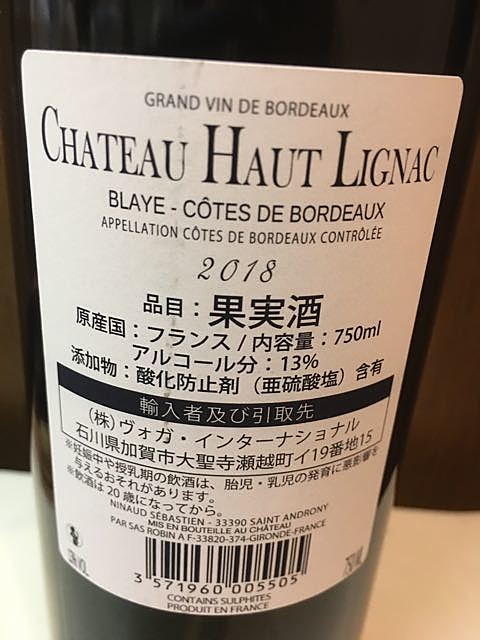 GRAND VIN DE BORDEAUX
CHATEAU HAUT LIGNAC
BLAYE - CÔTES DE BORDEAUX
APPELLATION CÔTES DE BORDEAUX CONTRÔLÉE
2018
品目：果実酒
原産国：フランス / 内容量：750ml
アルコール分：13%
添加物：酸化防止剤（亜硫酸塩）含有
輸入者及び引取先
（株）ヴォガ・インターナショナル
石川県加賀市大聖寺瀬越町イ19番地15
※妊娠中や授乳期の飲酒は、胎児・乳児の発育に悪影響を
与えるおそれがあります。
※飲酒は20歳になってから。
NINAUD SÉBASTIEN - 33390 SAINT ANDRONY
MIS EN BOUTEILLE AU CHÂTEAU
PAR SAS ROBIN A F-33820-374-GIRONDE-FRANCE
3 571960 005505
CONTAINS SULPHITES
PRODUIT EN FRANCE